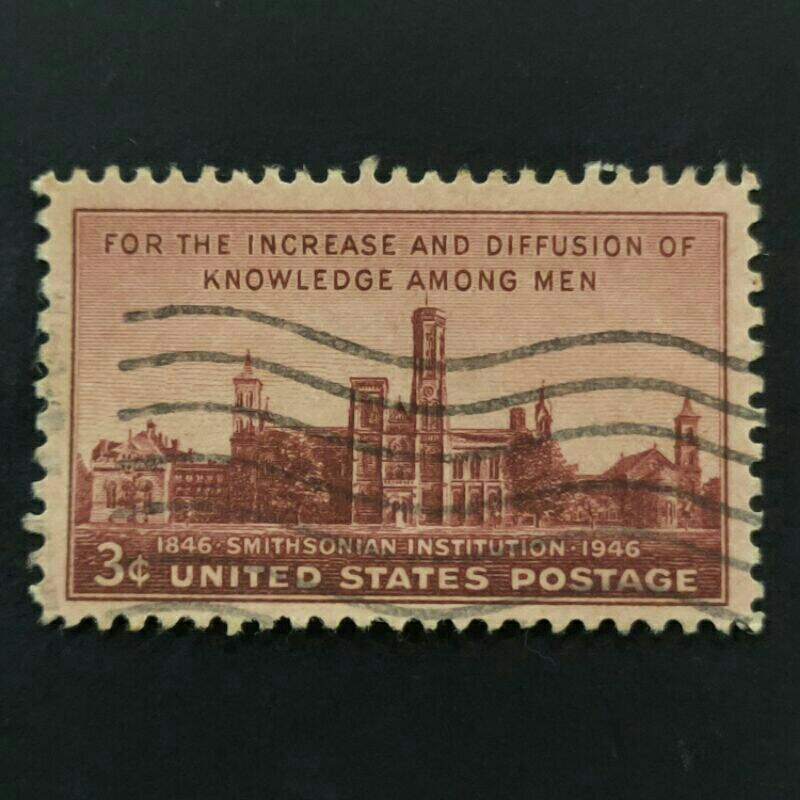 FOR THE INCREASE AND DIFFUSION OF
KNOWLEDGE AMONG MEN
1846 · SMITHSONIAN INSTITUTION · 1946
3¢ UNITED STATES POSTAGE